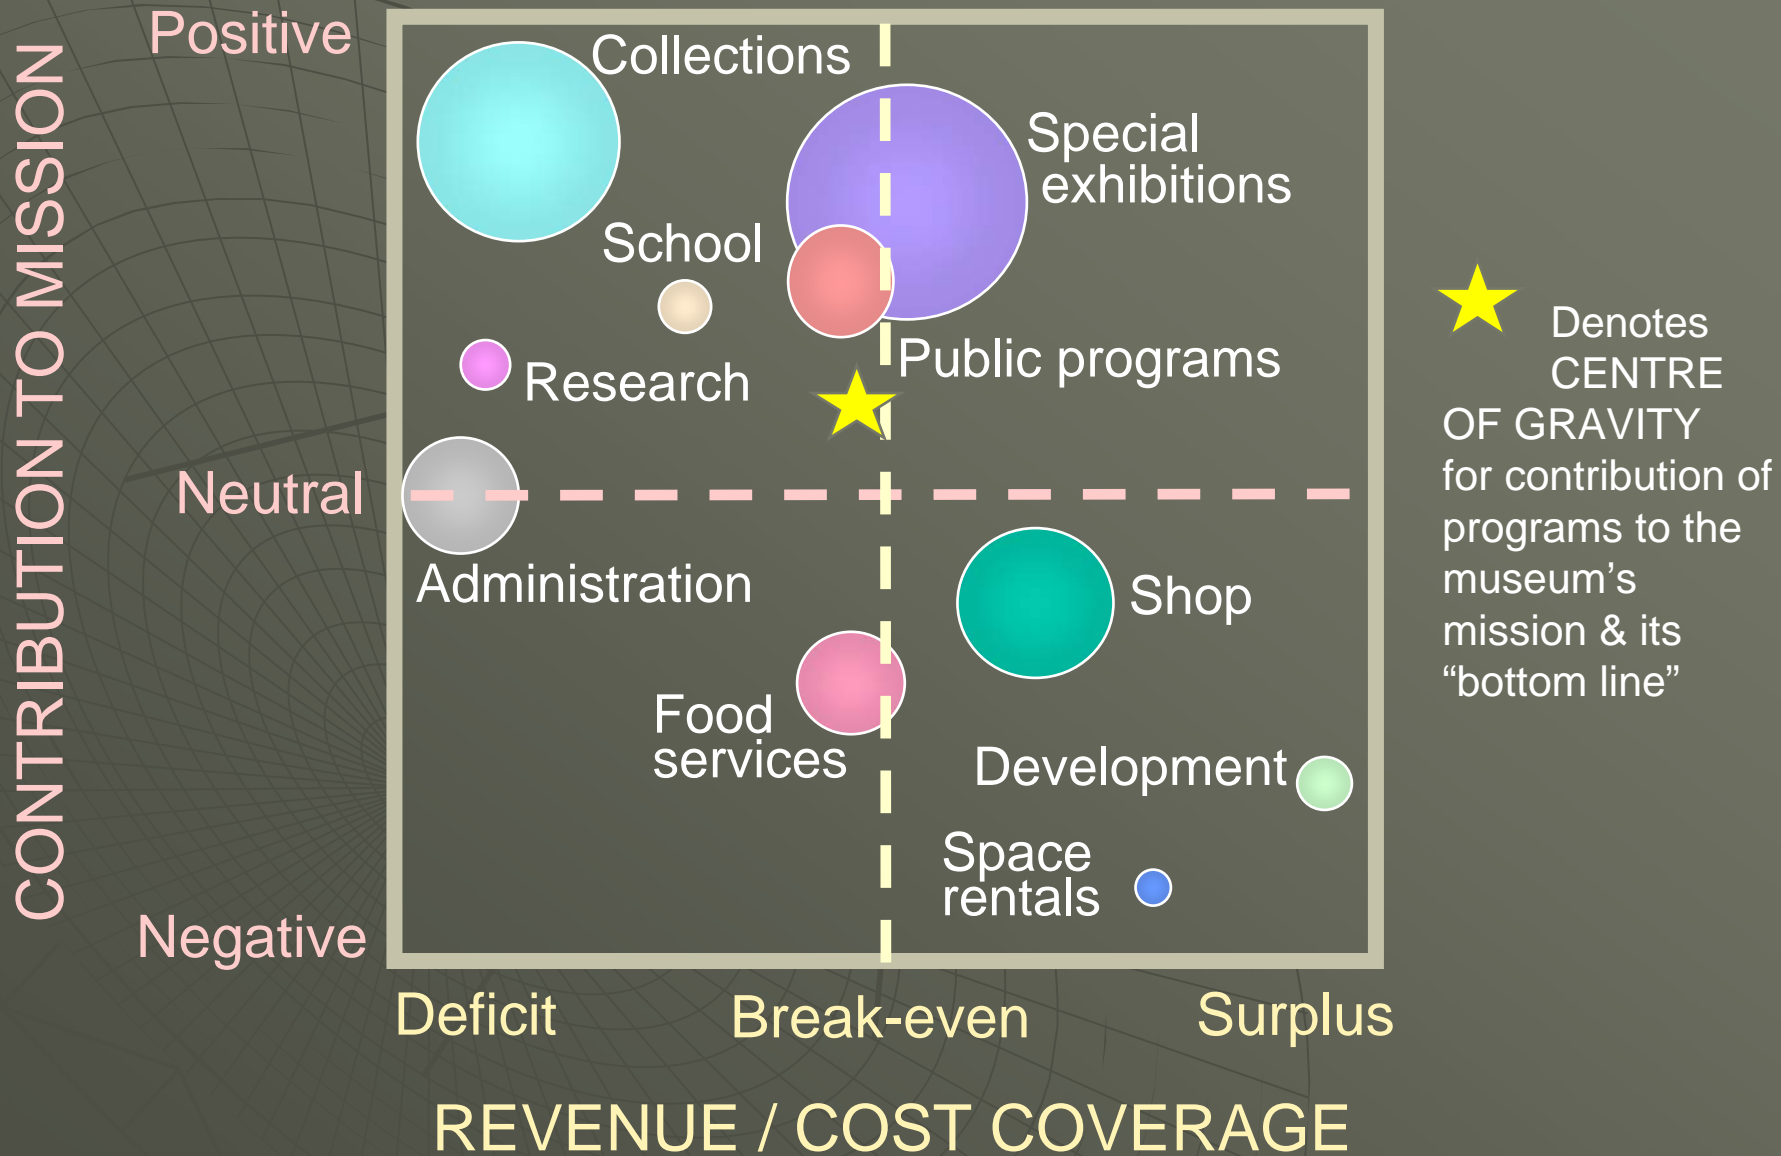 CONTRIBUTION TO MISSION
Positive
Neutral
Negative
Collections
Special
exhibitions
School
Research
Public programs
Administration
Shop
Food
services
Development
Space
rentals
Deficit
Break-even
Surplus
REVENUE / COST COVERAGE
Denotes
CENTRE
OF GRAVITY
for contribution of
programs to the
museum’s
mission & its
“bottom line”